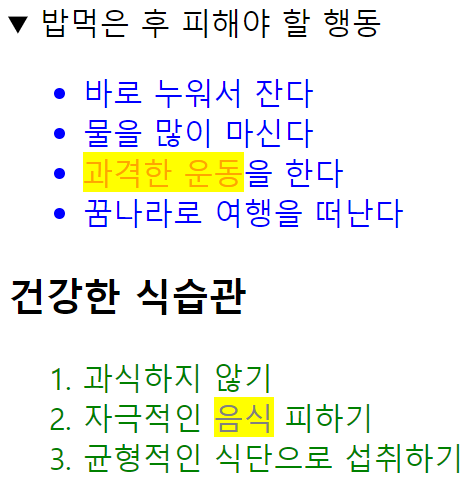 ▼ 밥먹은 후 피해야 할 행동
• 바로 누워서 잔다
• 물을 많이 마신다
• 과격한 운동을 한다
• 꿈나라로 여행을 떠난다
건강한 식습관
1. 과식하지 않기
2. 자극적인 음식 피하기
3. 균형적인 식단으로 섭취하기